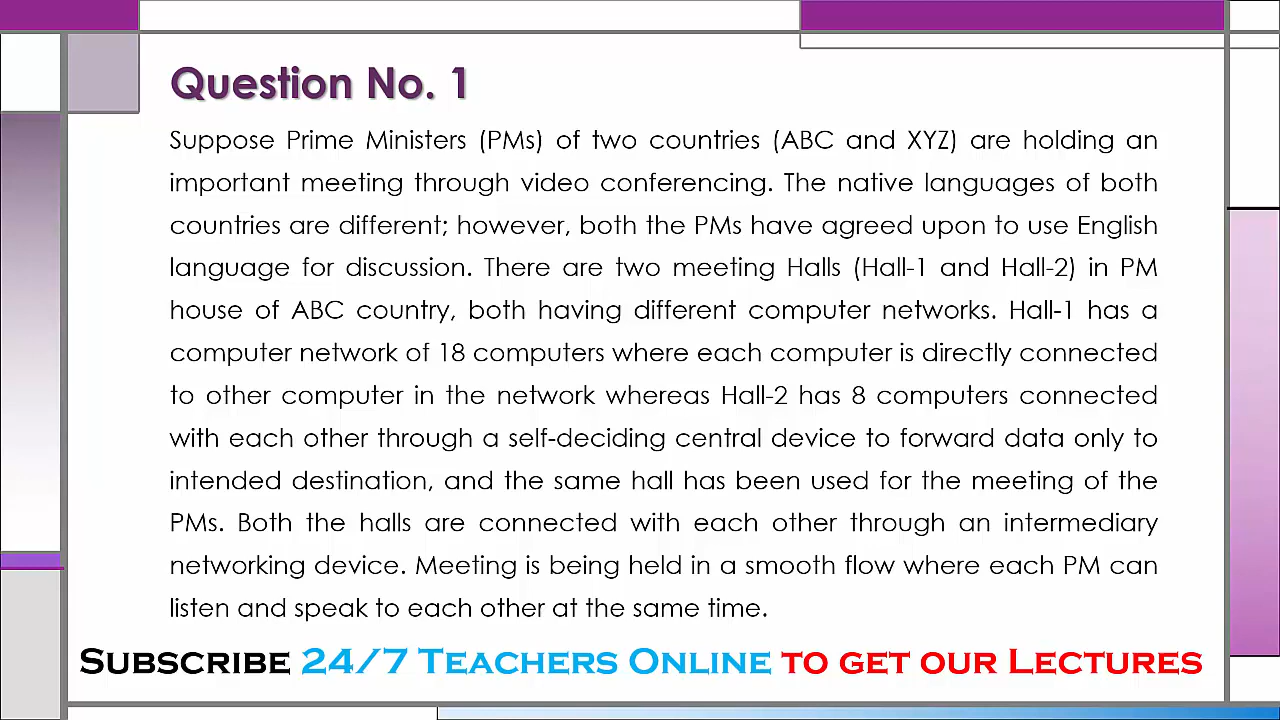 Question No. 1
Suppose Prime Ministers (PMs) of two countries (ABC and XYZ) are holding an
important meeting through video conferencing. The native languages of both
countries are different; however, both the PMs have agreed upon to use English
language for discussion. There are two meeting Halls (Hall-1 and Hall-2) in PM
house of ABC country, both having different computer networks. Hall-1 has a
computer network of 18 computers where each computer is directly connected
to other computer in the network whereas Hall-2 has 8 computers connected
with each other through a self-deciding central device to forward data only to
intended destination, and the same hall has been used for the meeting of the
PMs. Both the halls are connected with each other through an intermediary
networking device. Meeting is being held in a smooth flow where each PM can
listen and speak to each other at the same time.
Subscribe 24/7 Teachers Online to get our Lectures